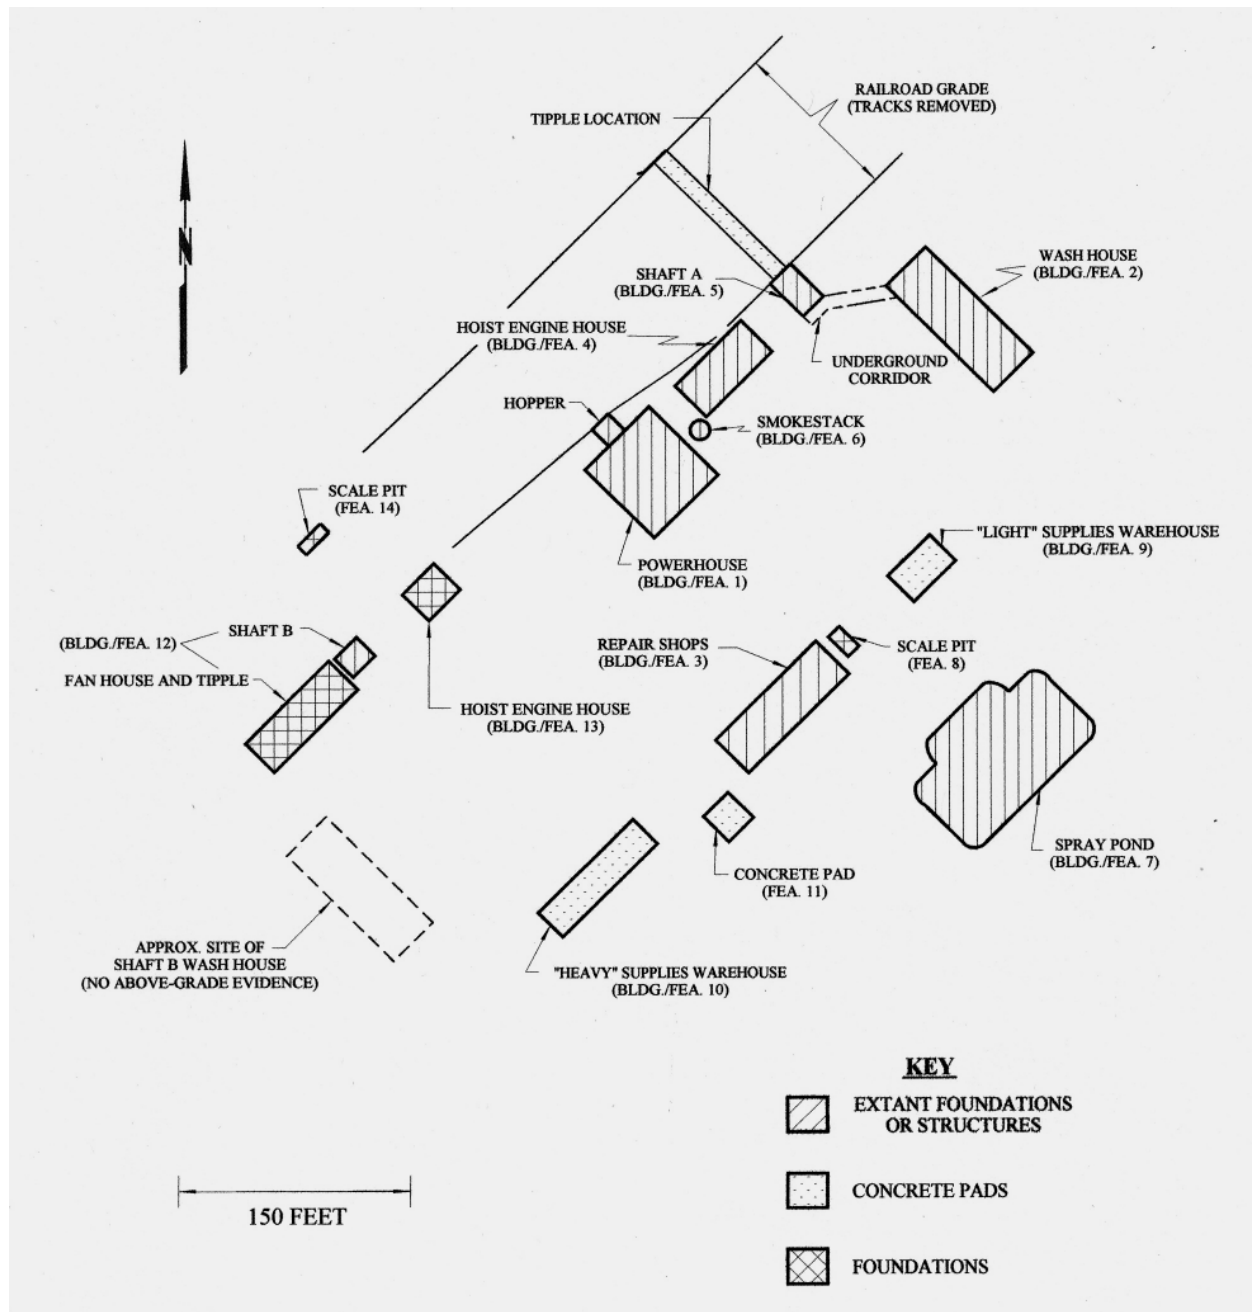 RAILROAD GRADE
(TRACKS REMOVED)
TIPPLE LOCATION
N
WASH HOUSE
(BLDG./FEA. 2)
SHAFT A
(BLDG./FEA. 5)
HOIST ENGINE HOUSE
(BLDG./FEA. 4)
UNDERGROUND
CORRIDOR
HOPPER
SMOKESTACK
(BLDG./FEA. 6)
SCALE PIT
(FEA. 14)
"LIGHT" SUPPLIES WAREHOUSE
(BLDG./FEA. 9)
POWERHOUSE
(BLDG./FEA. 1)
(BLDG./FEA. 12)
SHAFT B
FAN HOUSE AND TIPPLE
REPAIR SHOPS
(BLDG./FEA. 3)
SCALE PIT
(FEA. 8)
HOIST ENGINE HOUSE
(BLDG./FEA. 13)
SPRAY POND
(BLDG./FEA. 7)
CONCRETE PAD
(FEA. 11)
APPROX. SITE OF
SHAFT B WASH HOUSE
(NO ABOVE-GRADE EVIDENCE)
"HEAVY" SUPPLIES WAREHOUSE
(BLDG./FEA. 10)
KEY
EXTANT FOUNDATIONS
OR STRUCTURES
CONCRETE PADS
FOUNDATIONS
150 FEET